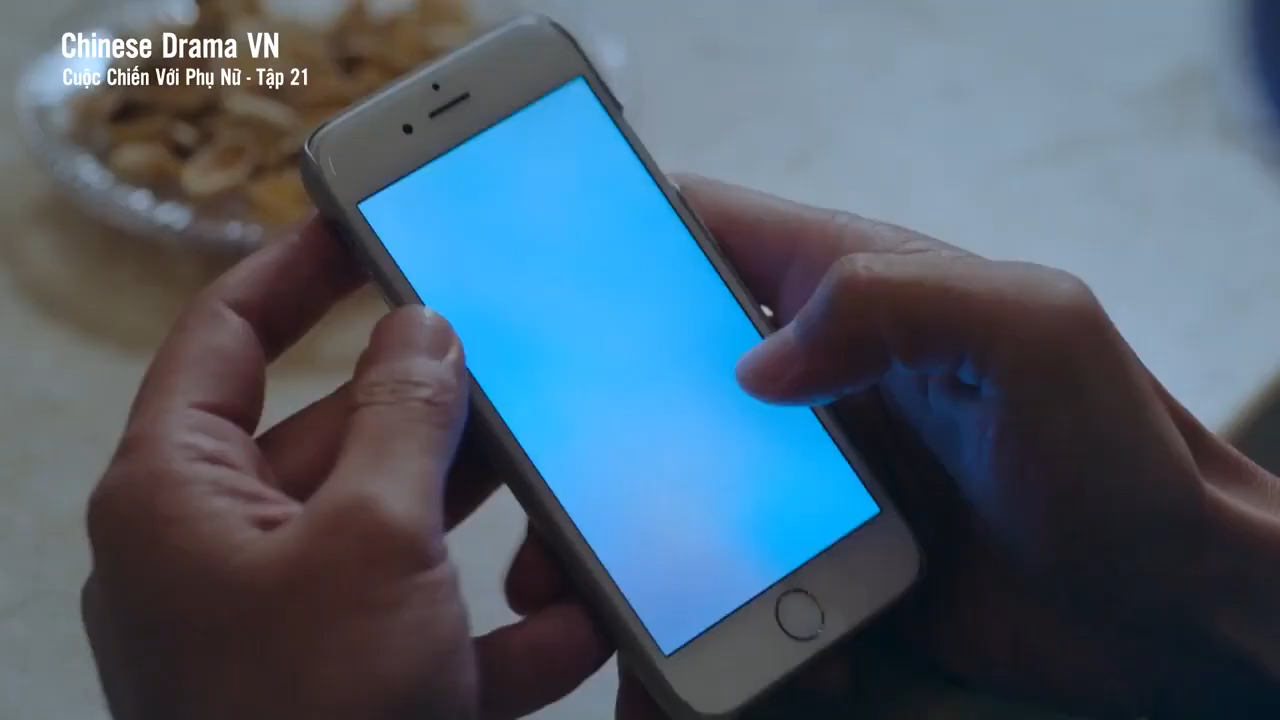 Chinese Drama VN
Cuộc Chiến Với Phụ Nữ - Tập 21